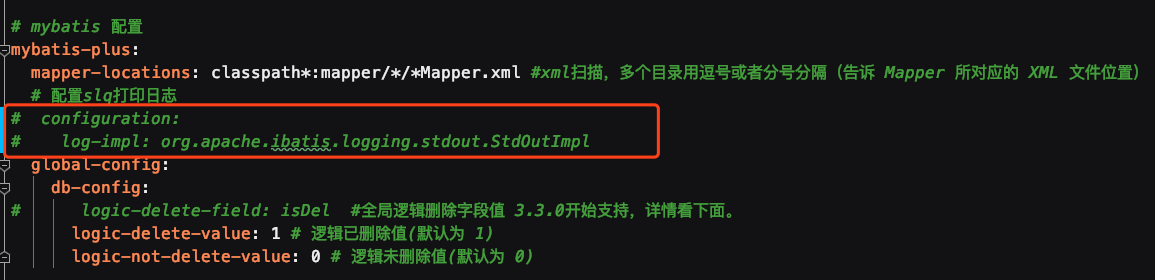 # mybatis 配置
mybatis-plus:
  mapper-locations: classpath*:mapper/*/*Mapper.xml #xml扫描，多个目录用逗号或者分号分隔（告诉 Mapper 所对应的 XML 文件位置）
  # 配置slq打印日志
#  configuration:
#    log-impl: org.apache.ibatis.logging.stdout.StdOutImpl
  global-config:
    db-config:
#      logic-delete-field: isDel  #全局逻辑删除字段值 3.3.0开始支持，详情看下面。
      logic-delete-value: 1 # 逻辑已删除值(默认为 1)
      logic-not-delete-value: 0 # 逻辑未删除值(默认为 0)